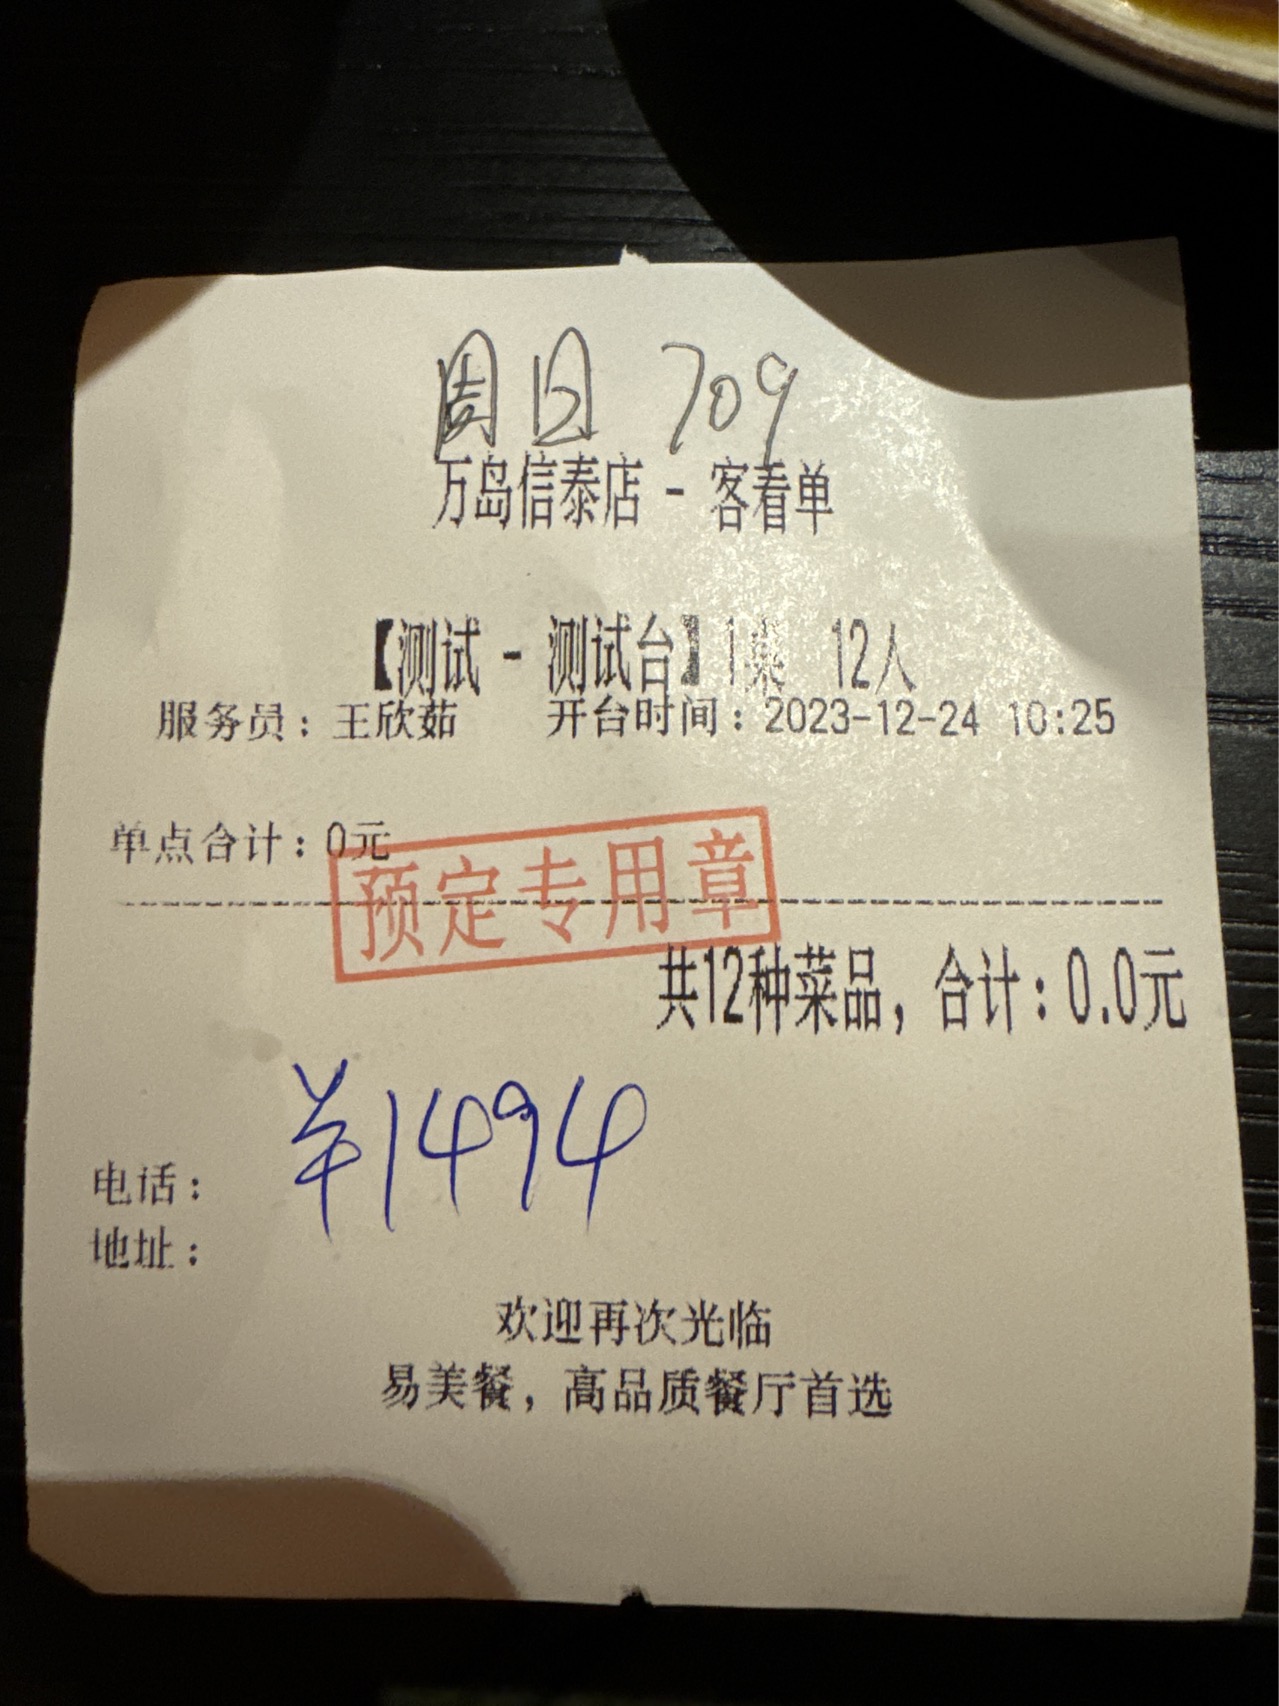 周日 709
万岛信泰店 - 客看单
【测试 - 测试台】1桌 12人
服务员：王欣茹 开台时间：2023-12-24 10:25
单点合计：0元
预定专用章
共12种菜品，合计：0.0元
¥1494
电话：
地址：
欢迎再次光临
易美餐，高品质餐厅首选